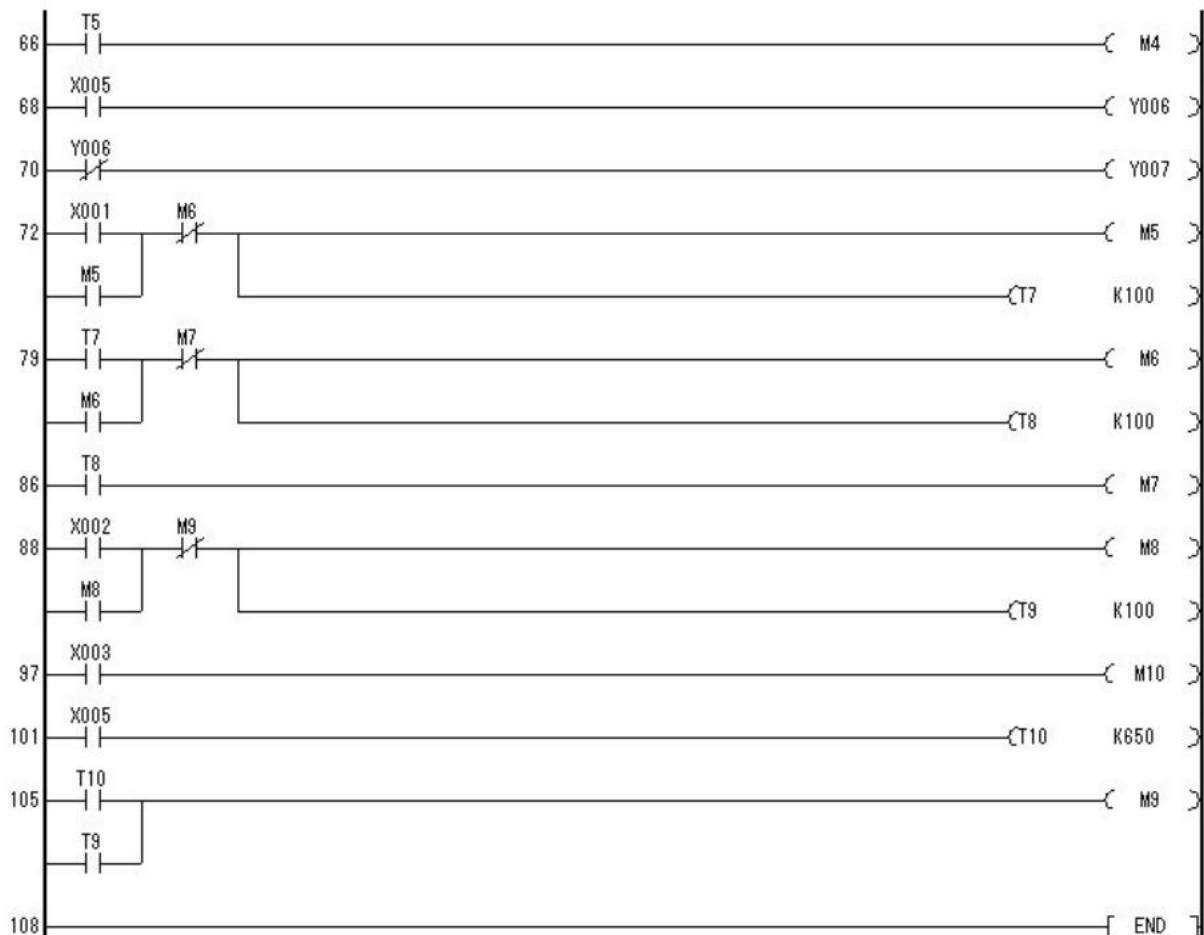 T5
66 M4
X005
68 Y006
Y006
70 Y007
X001 M6
72 M5
M5
T7 K100
T7 M7
79 M6
M6
T8 K100
T8
86 M7
X002 M9
88 M8
M8
T9 K100
X003
97 M10
X005
101 T10 K650
T10
105 M9
T9
108 END